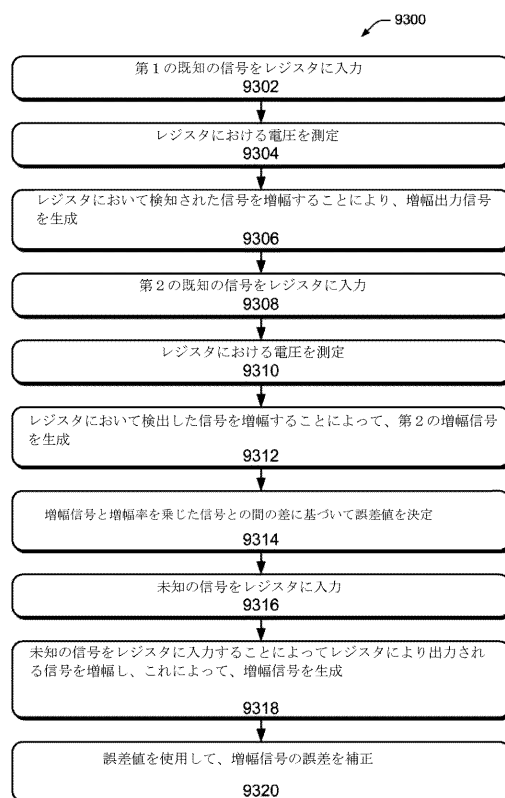 9300
第1の既知の信号をレジスタに入力
9302
レジスタにおける電圧を測定
9304
レジスタにおいて検知された信号を増幅することにより、増幅出力信号
を生成
9306
第2の既知の信号をレジスタに入力
9308
レジスタにおける電圧を測定
9310
レジスタにおいて検出した信号を増幅することによって、第2の増幅信号
を生成
9312
増幅信号と増幅率を乗じた信号との間の差に基づいて誤差値を決定
9314
未知の信号をレジスタに入力
9316
未知の信号をレジスタに入力することによってレジスタにより出力され
る信号を増幅し、これによって、増幅信号を生成
9318
誤差値を使用して、増幅信号の誤差を補正
9320